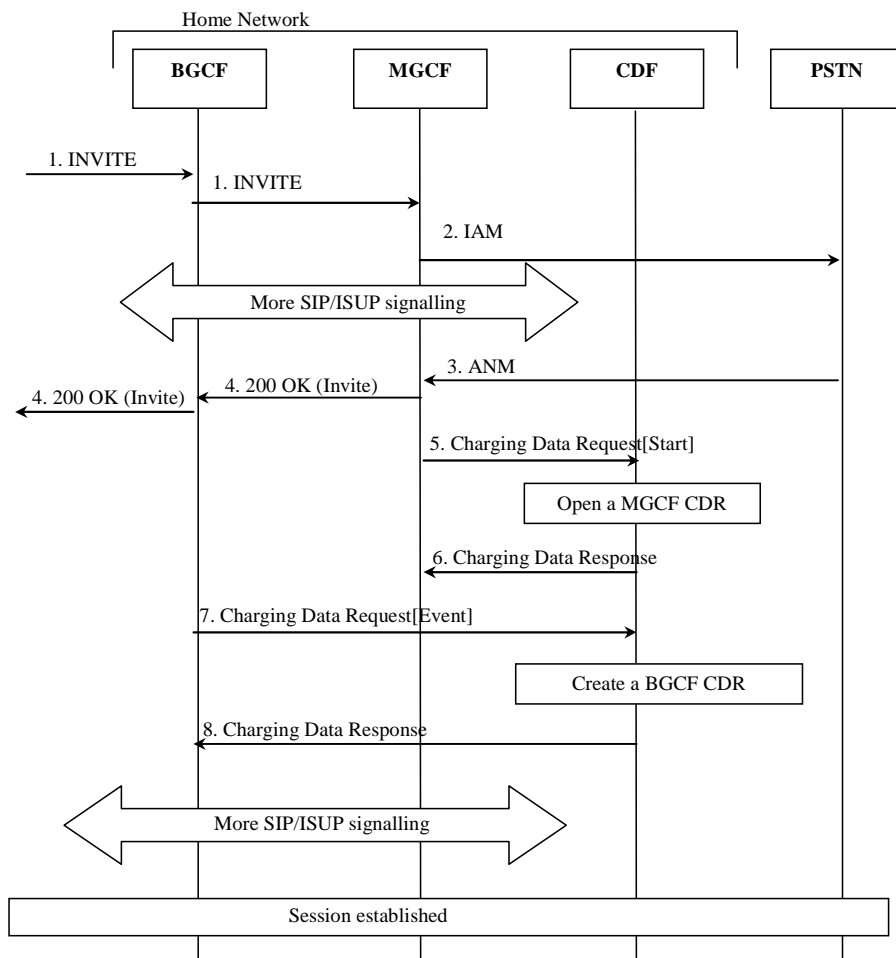 Home Network
BGCF
MGCF
CDF
PSTN
1. INVITE
1. INVITE
2. IAM
More SIP/ISUP signalling
3. ANM
4. 200 OK (Invite)
4. 200 OK (Invite)
5. Charging Data Request[Start]
Open a MGCF CDR
6. Charging Data Response
7. Charging Data Request[Event]
Create a BGCF CDR
8. Charging Data Response
More SIP/ISUP signalling
Session established